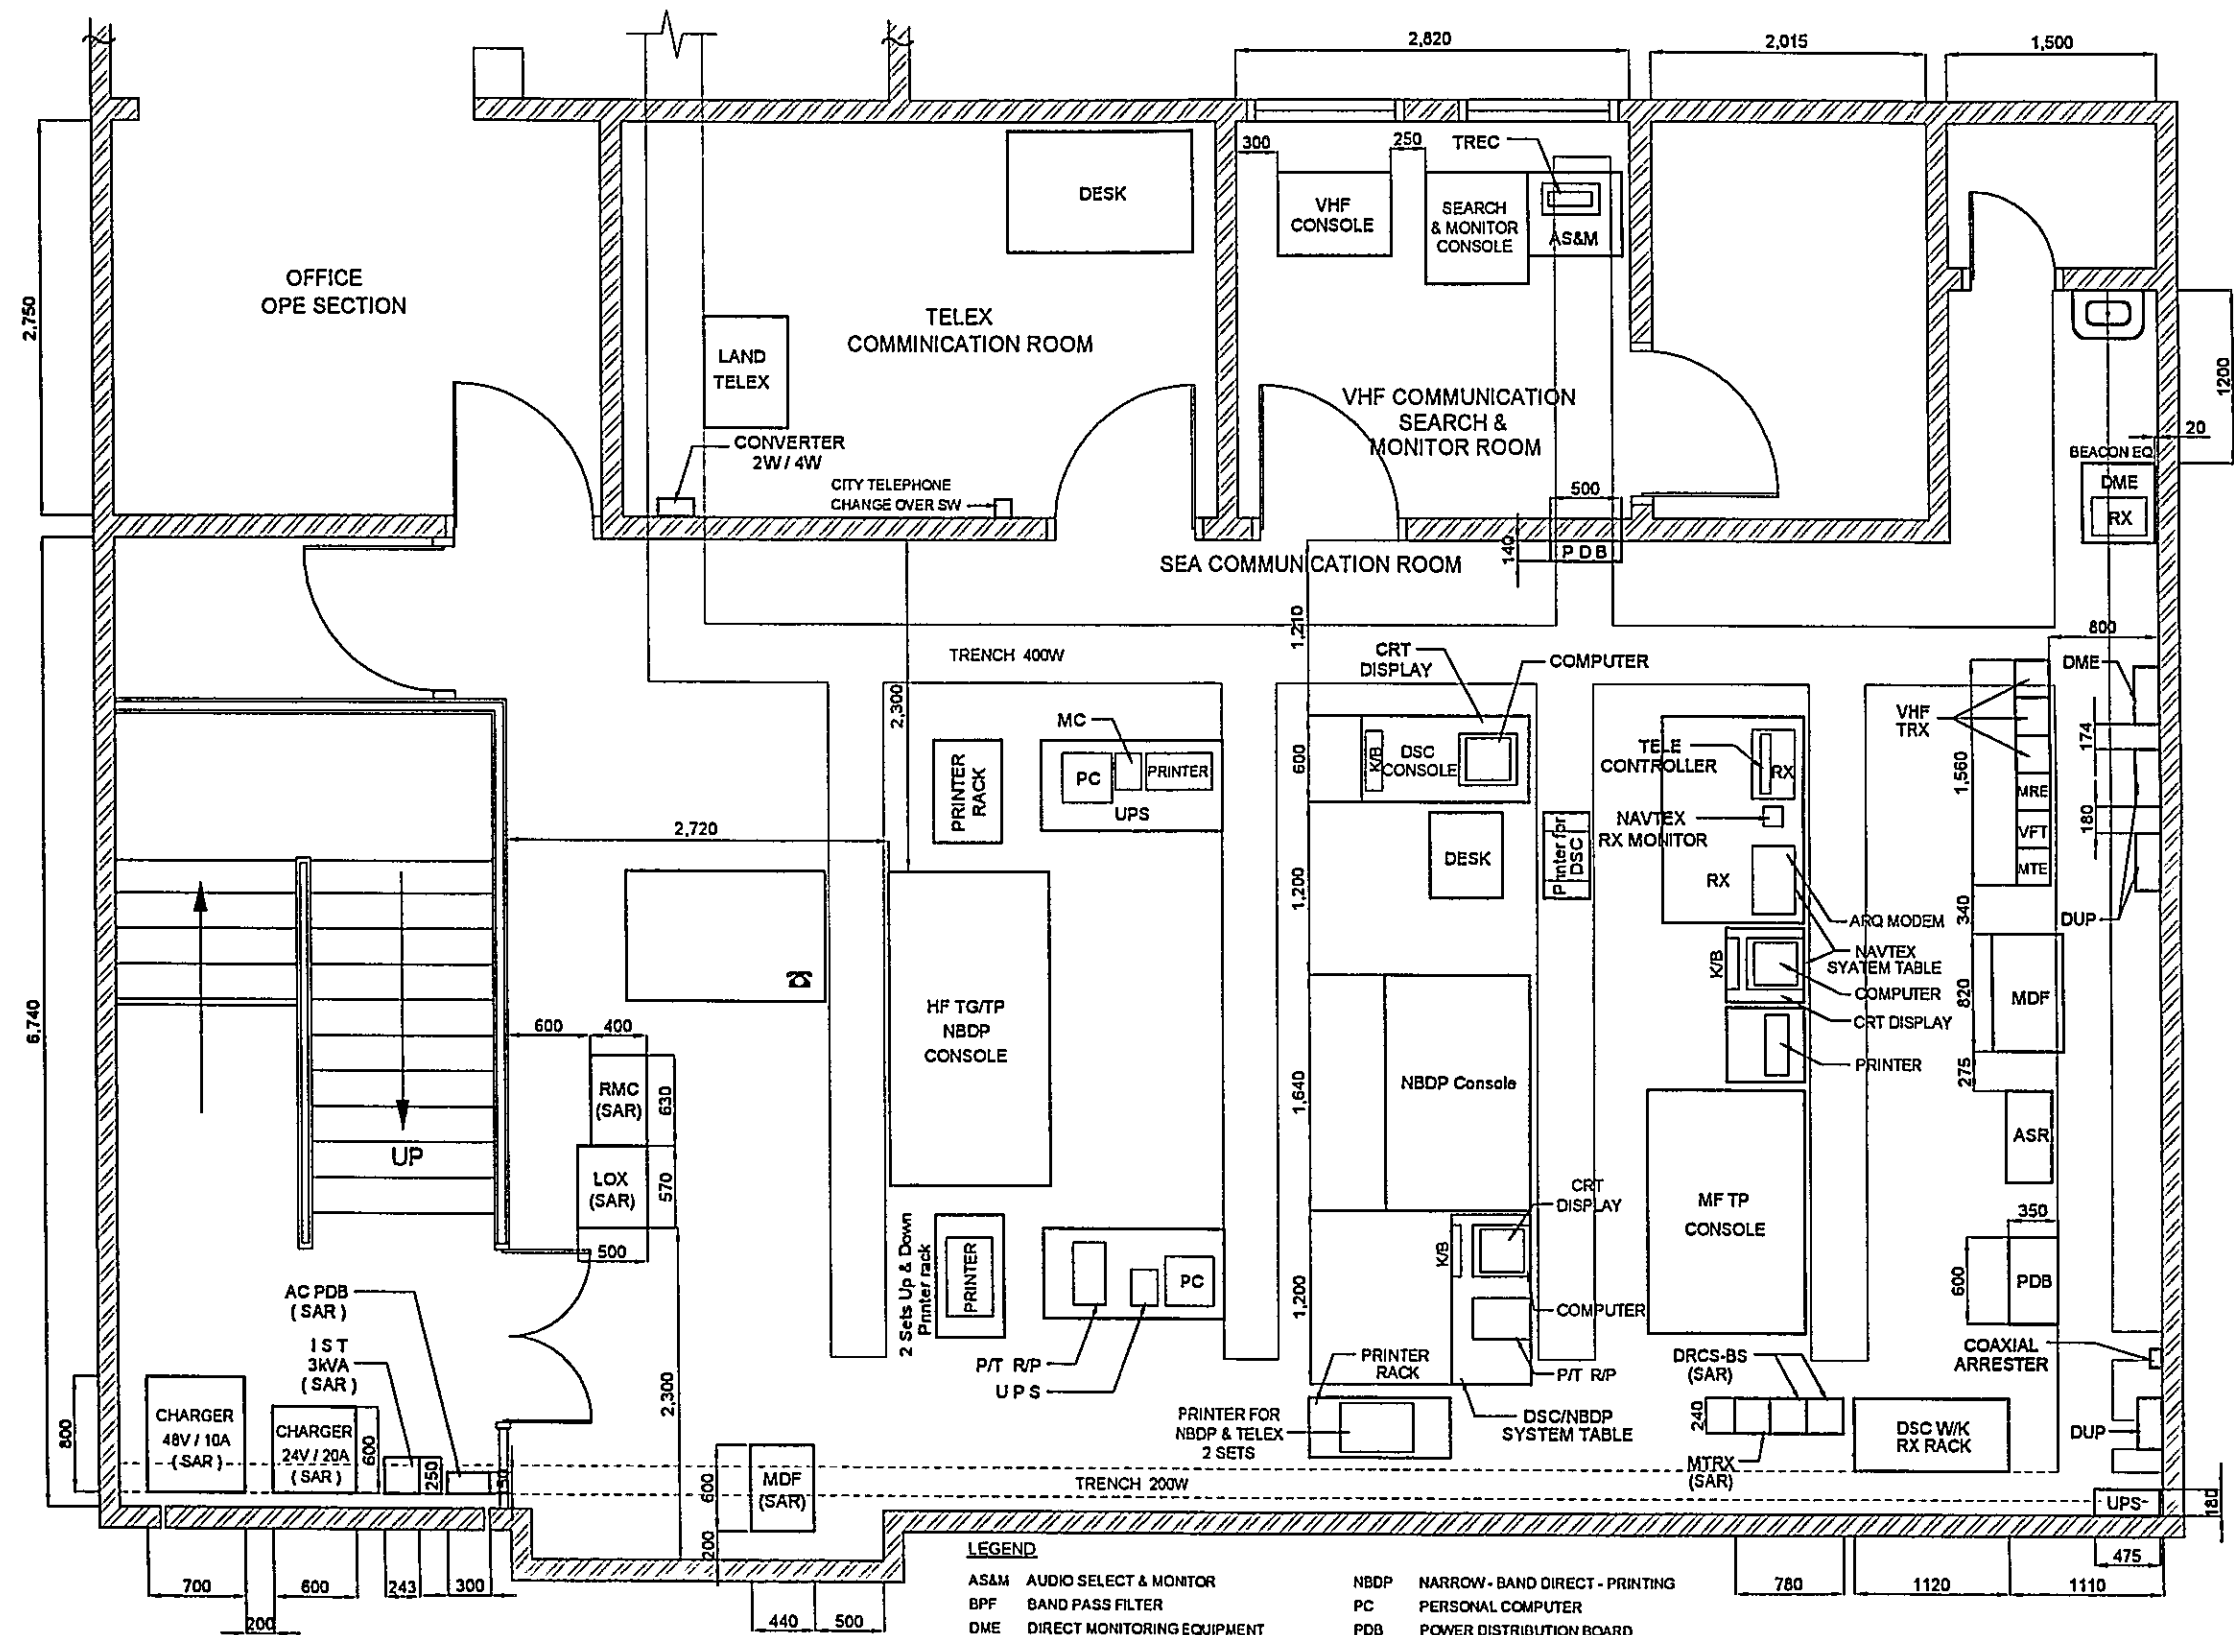 2,820
2,015
1,500
300
250
TREC
DESK
VHF
CONSOLE
SEARCH
& MONITOR
CONSOLE
AS&M
OFFICE
OPE SECTION
2,750
TELEX
COMMINICATION ROOM
LAND
TELEX
VHF COMMUNICATION
SEARCH &
MONITOR ROOM
1200
20
BEACON EQ
DME
RX
CONVERTER
2W / 4W
CITY TELEPHONE
CHANGE OVER SW
500
140
P D B
SEA COMMUNICATION ROOM
1,210
800
TRENCH 400W
CRT
DISPLAY
COMPUTER
DME
2,300
MC
PC
PRINTER
UPS
PRINTER
RACK
600
K/B
DSC
CONSOLE
TELE
CONTROLLER
RX
VHF
TRX
174
1,560
MRE
VFT
MTE
180
NAVTEX
RX MONITOR
2,720
DESK
Printer for
DSC
RX
1,200
340
ARQ MODEM
DUP
NAVTEX
SYATEM TABLE
K/B
COMPUTER
CRT DISPLAY
PRINTER
820
MDF
275
6,740
HF TG/TP
NBDP
CONSOLE
600
400
RMC
(SAR)
630
1,640
NBDP Console
ASR
UP
LOX
(SAR)
570
500
CRT
DISPLAY
MF TP
CONSOLE
350
2 Sets Up & Down
Printer rack
PRINTER
PC
K/B
1,200
COMPUTER
600
PDB
AC PDB
( SAR )
I S T
3kVA
( SAR )
P/T R/P
U P S
PRINTER
RACK
P/T R/P
DRCS-BS
(SAR)
COAXIAL
ARRESTER
800
CHARGER
48V / 10A
( SAR )
CHARGER
24V / 20A
( SAR )
600
250
2,300
PRINTER FOR
NBDP & TELEX
2 SETS
DSC/NBDP
SYSTEM TABLE
240
MTRX
(SAR)
DSC W/K
RX RACK
DUP
600
MDF
(SAR)
TRENCH 200W
UPS
180
200
700
600
243
300
200
440
500
780
1120
475
1110
LEGEND
AS&M AUDIO SELECT & MONITOR
NBDP NARROW - BAND DIRECT - PRINTING
BPF BAND PASS FILTER
PC PERSONAL COMPUTER
DME DIRECT MONITORING EQUIPMENT
PDB POWER DISTRIBUTION BOARD